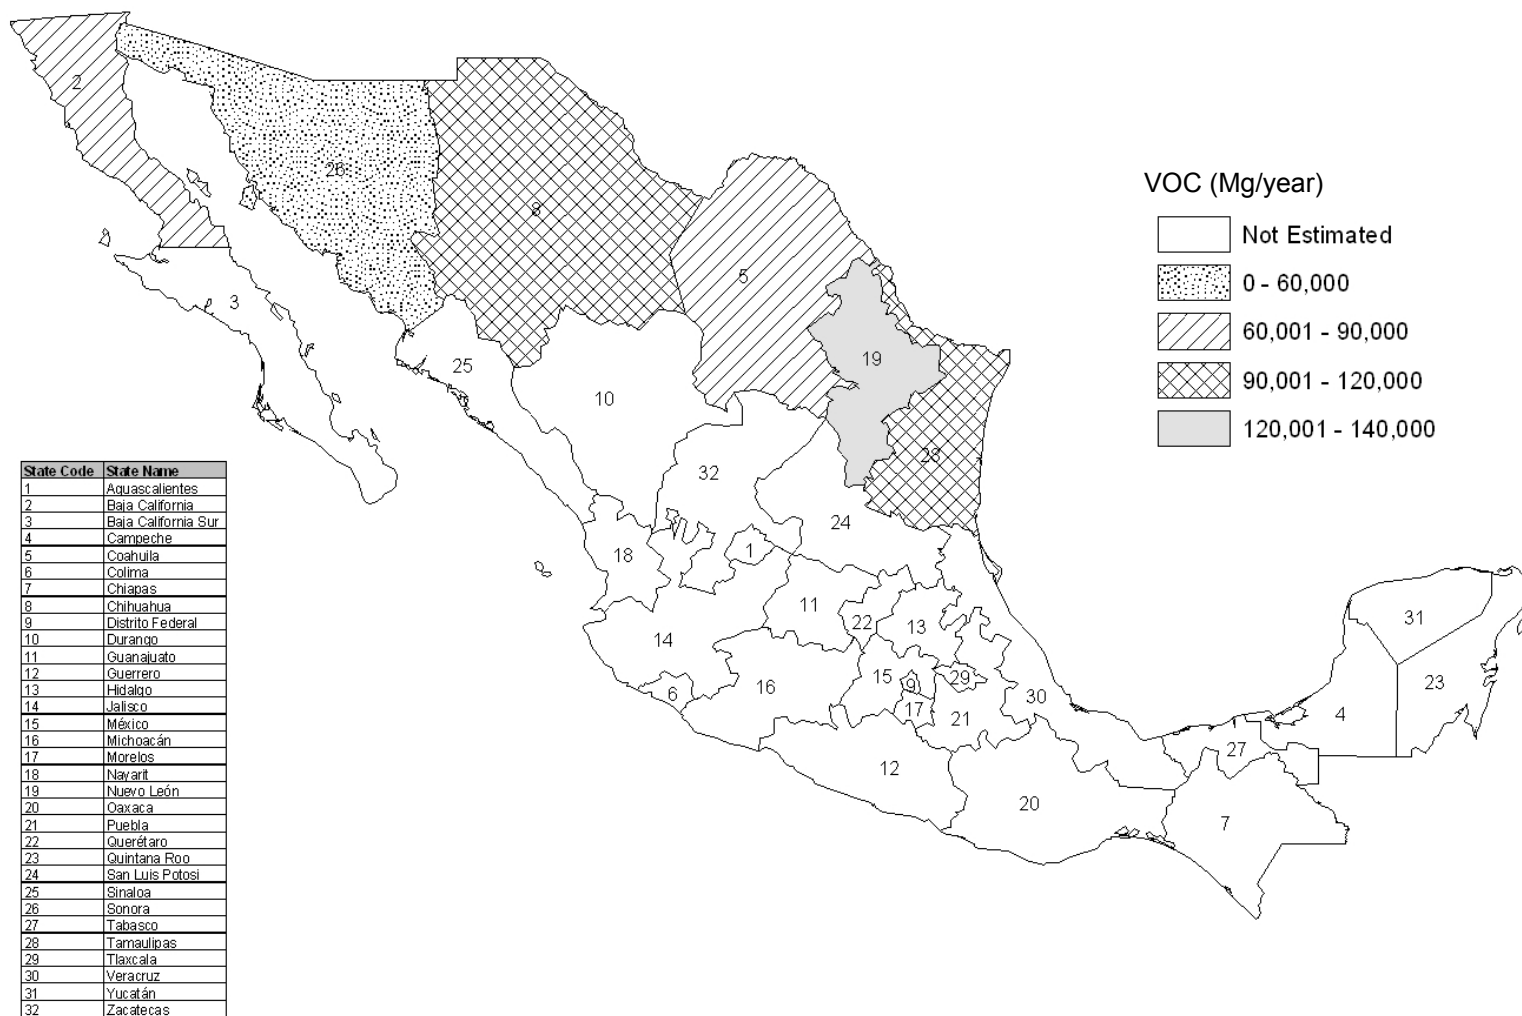 2
26
8
5
3
19
25
10
28
32
24
18
1
11
22
13
14
15
9
29
6
16
17
21
30
12
20
31
23
4
27
7
VOC (Mg/year)
Not Estimated
0 - 60,000
60,001 - 90,000
90,001 - 120,000
120,001 - 140,000
State Code State Name
1 Aguascalientes
2 Baja California
3 Baja California Sur
4 Campeche
5 Coahuila
6 Colima
7 Chiapas
8 Chihuahua
9 Distrito Federal
10 Durango
11 Guanajuato
12 Guerrero
13 Hidalgo
14 Jalisco
15 México
16 Michoacán
17 Morelos
18 Nayarit
19 Nuevo León
20 Oaxaca
21 Puebla
22 Querétaro
23 Quintana Roo
24 San Luis Potosi
25 Sinaloa
26 Sonora
27 Tabasco
28 Tamaulipas
29 Tlaxcala
30 Veracruz
31 Yucatán
32 Zacatecas